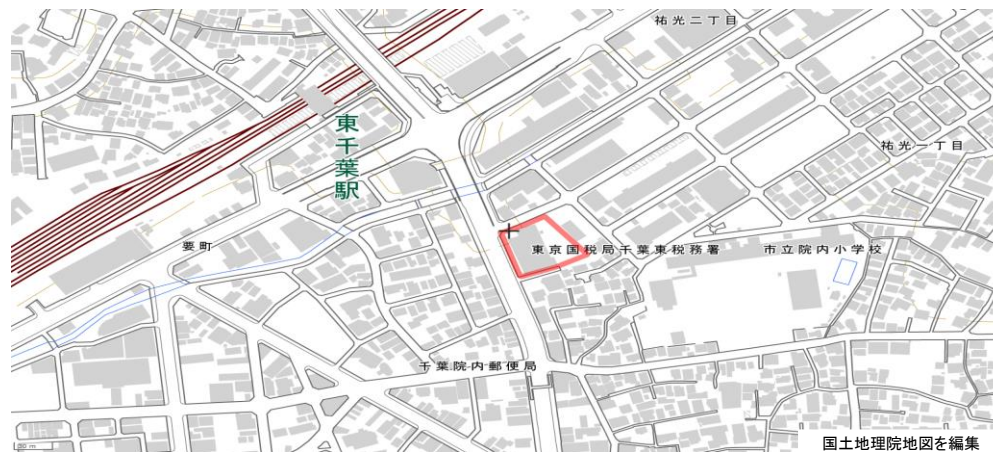 祐光二丁目
東千葉駅
祐光一丁目
要町
東京国税局千葉東税務署
市立院内小学校
千葉院内郵便局
30 m
国土地理院地図を編集